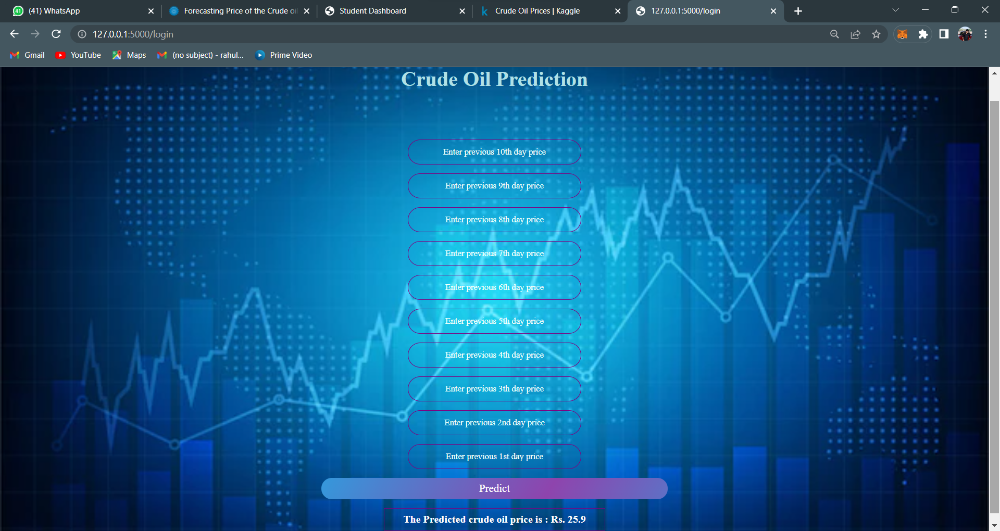 (41) WhatsApp
Forecasting Price of the Crude oil
Student Dashboard
Crude Oil Prices | Kaggle
127.0.0.1:5000/login
127.0.0.1:5000/login
Gmail
YouTube
Maps
(no subject) - rahul...
Prime Video
Crude Oil Prediction
Enter previous 10th day price
Enter previous 9th day price
Enter previous 8th day price
Enter previous 7th day price
Enter previous 6th day price
Enter previous 5th day price
Enter previous 4th day price
Enter previous 3th day price
Enter previous 2nd day price
Enter previous 1st day price
Predict
The Predicted crude oil price is : Rs. 25.9